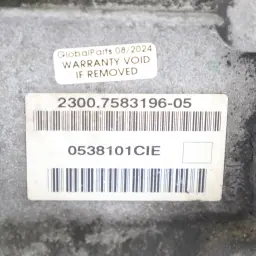 GlobalParts 08/2024
WARRANTY VOID
IF REMOVED
2300.7583196-05
0538101CIE